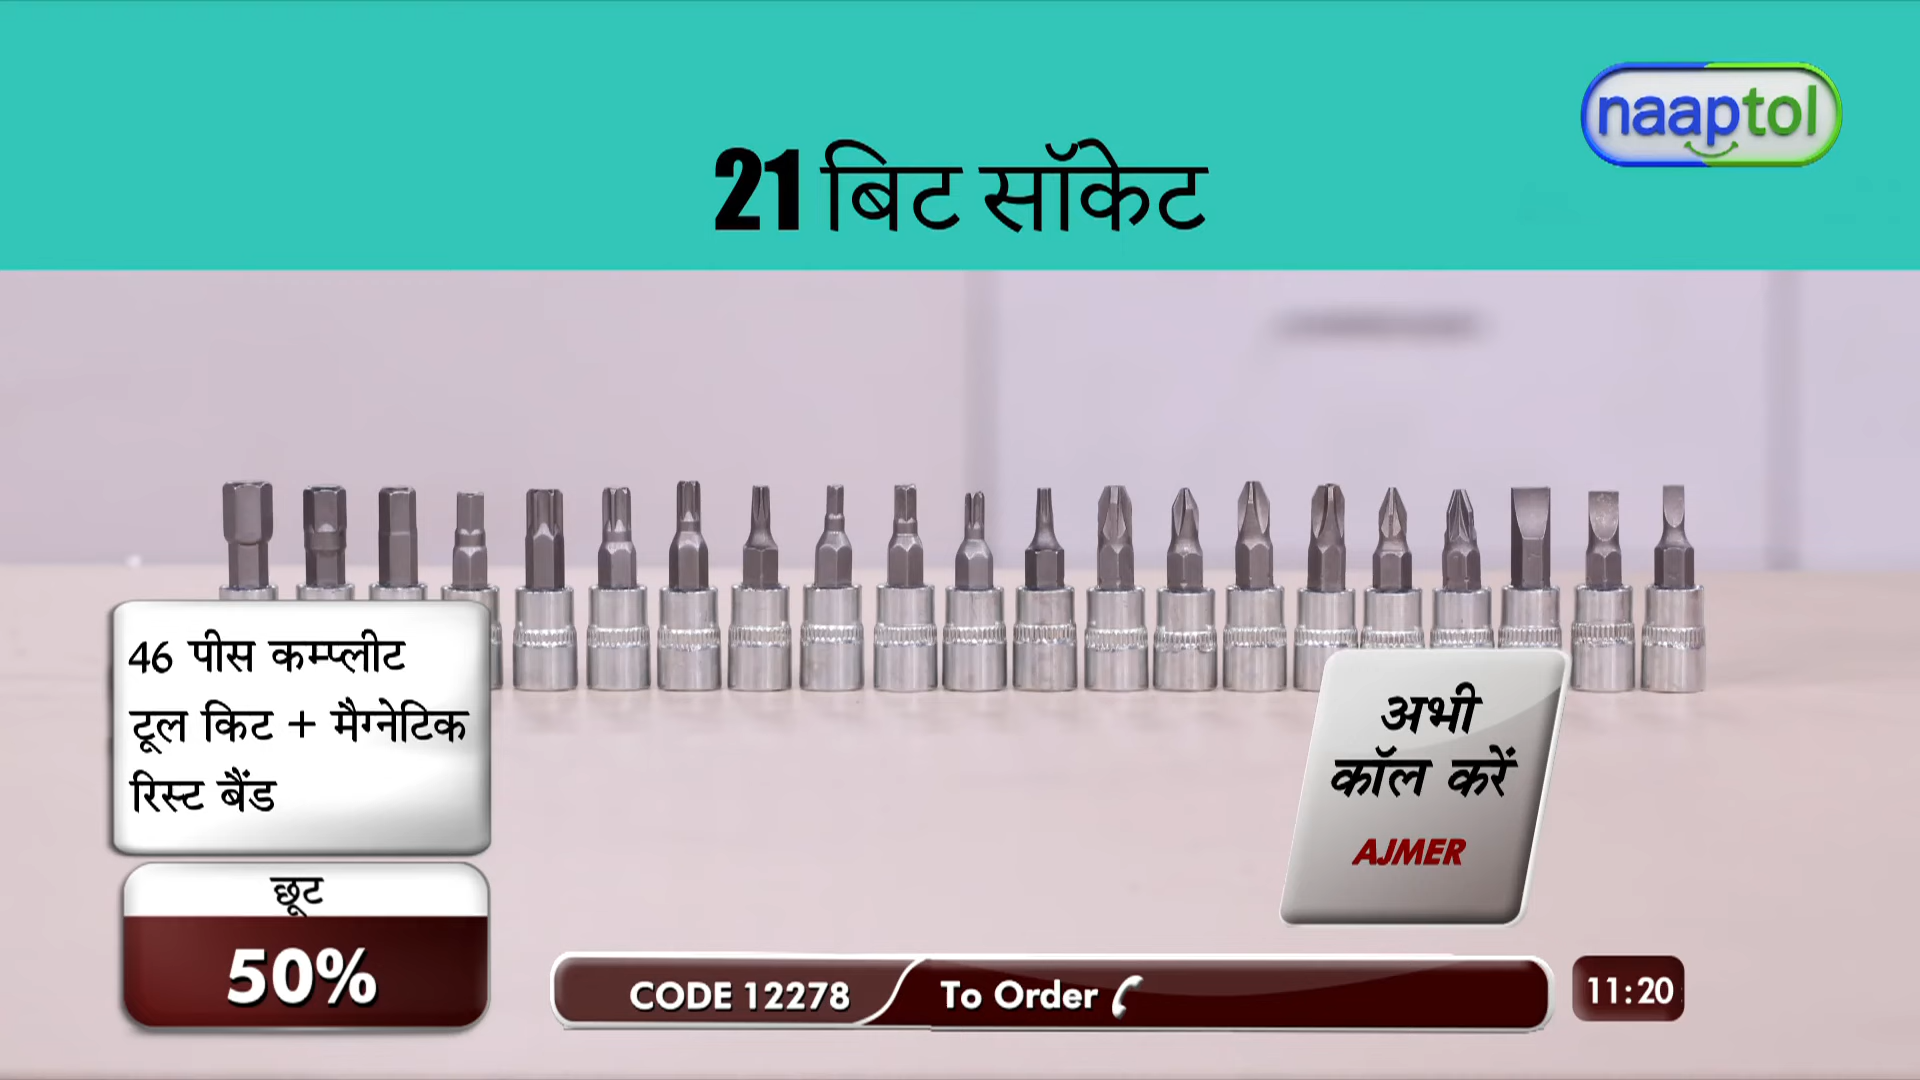 naaptol
21 बिट सॉकेट
46 पीस कम्प्लीट
टूल किट + मैग्नेटिक
रिस्ट बैंड
छूट
50%
अभी
कॉल करें
AJMER
CODE 12278
To Order
11:20